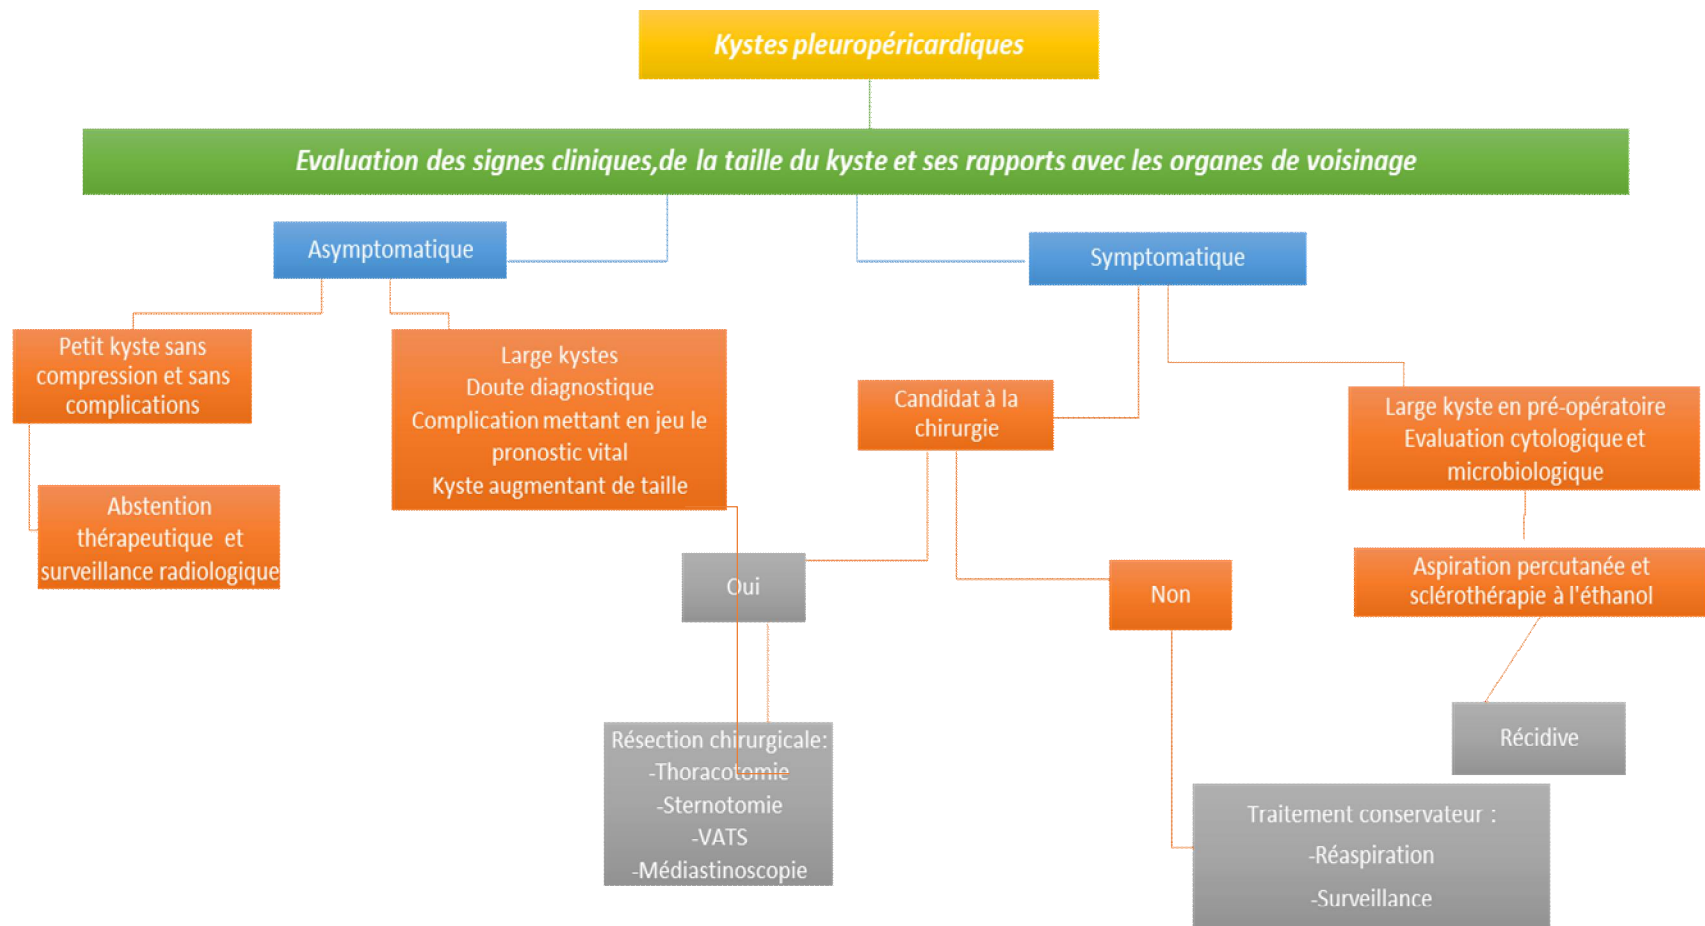 Kystes pleuropéricardiques
Evaluation des signes cliniques,de la taille du kyste et ses rapports avec les organes de voisinage
Asymptomatique
Symptomatique
Petit kyste sans
compression et sans
complications
Large kystes
Doute diagnostique
Complication mettant en jeu le
pronostic vital
Kyste augmentant de taille
Candidat à la
chirurgie
Large kyste en pré-opératoire
Evaluation cytologique et
microbiologique
Abstention
thérapeutique et
surveillance radiologique
Oui
Non
Aspiration percutanée et
sclérothérapie à l'éthanol
Récidive
Résection chirurgicale:
-Thoracotomie
-Sternotomie
-VATS
-Médiastinoscopie
Traitement conservateur :
-Réaspiration
-Surveillance